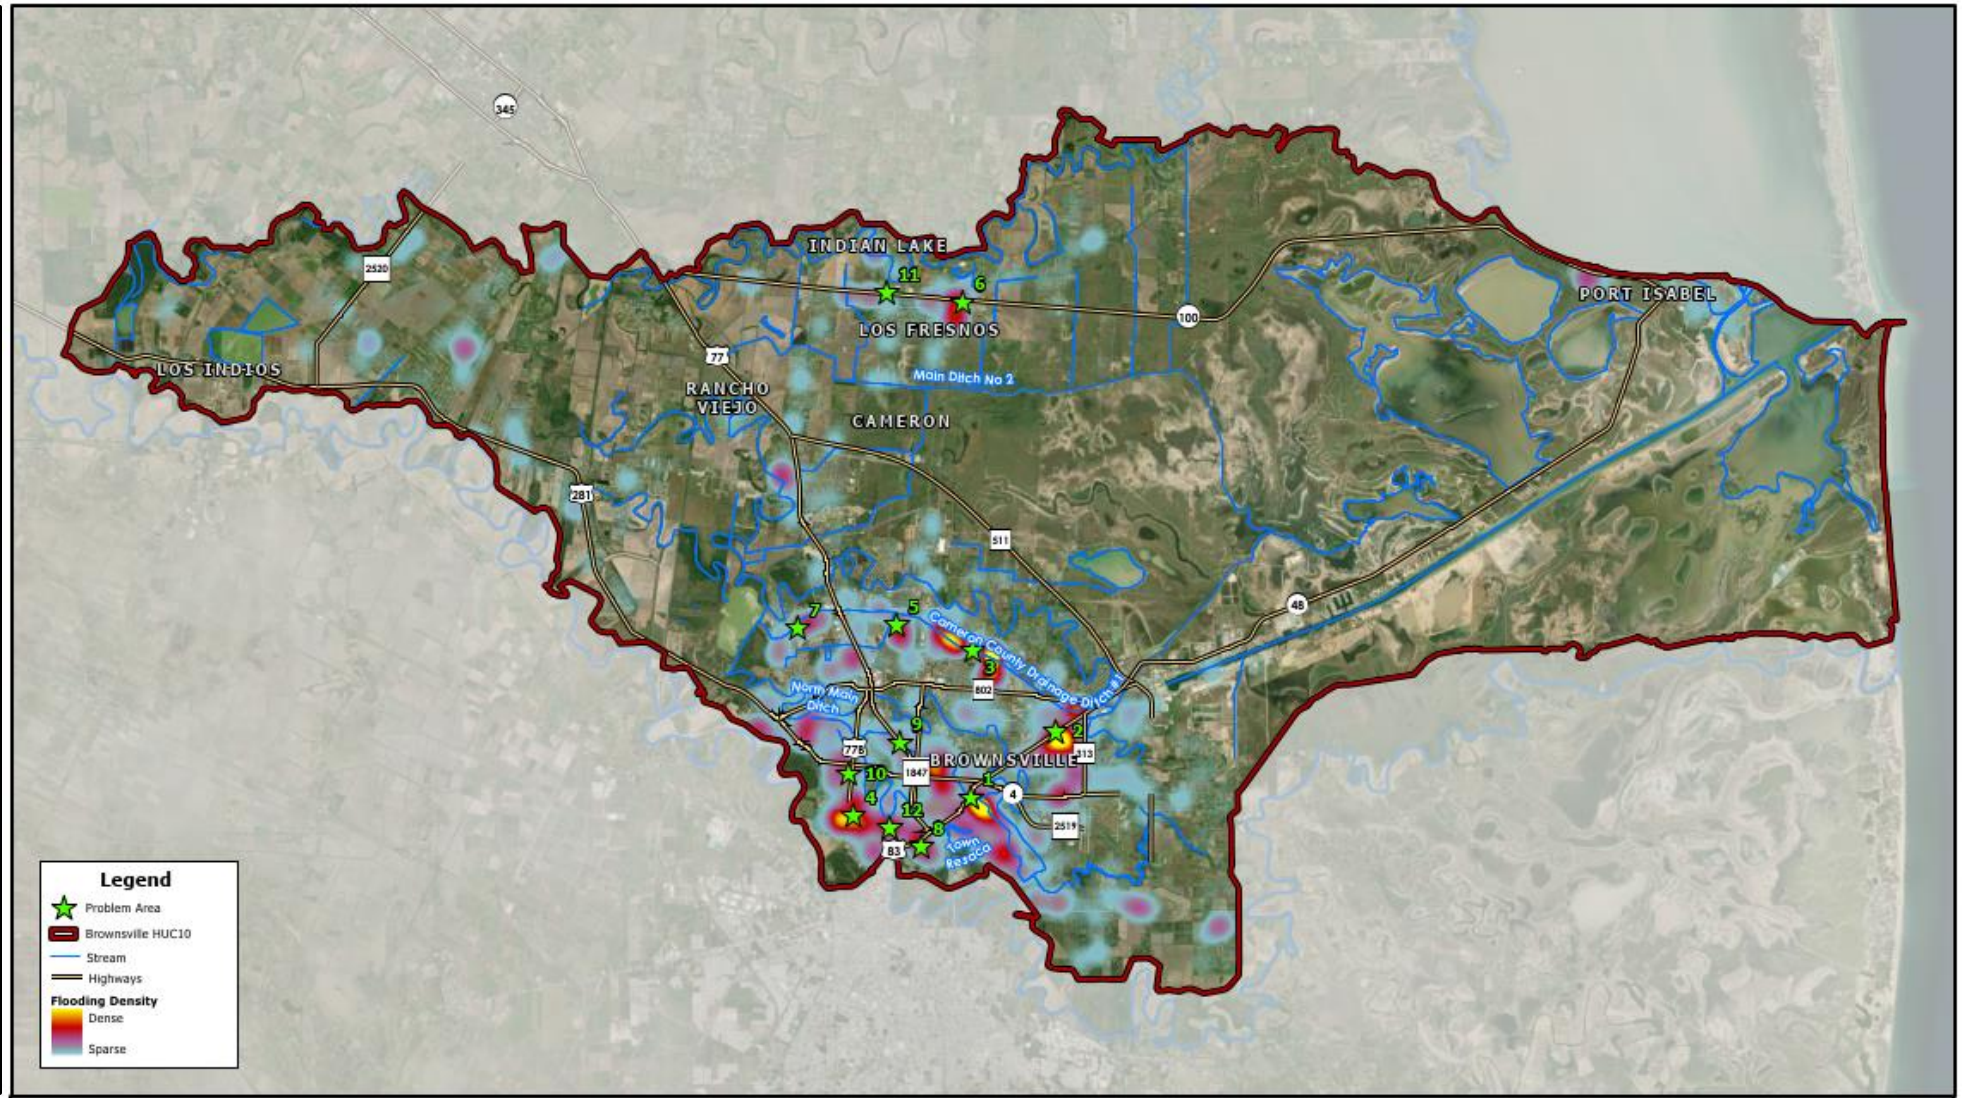 345
INDIAN LAKE
2520
11
6
PORT ISABEL
100
LOS FRESNOS
77
LOS INDIOS
Main Ditch No 2
RANCHO
VIEJO
CAMERON
281
511
48
7
5
Cameron County Drainage Ditch #1
3
802
North Main
Ditch
9
2
778
313
BROWNSVILLE
10
1847
1
4
4
12
2519
8
83
Town
Resaca
Legend
Problem Area
Brownsville HUC10
Stream
Highways
Flooding Density
Dense
Sparse